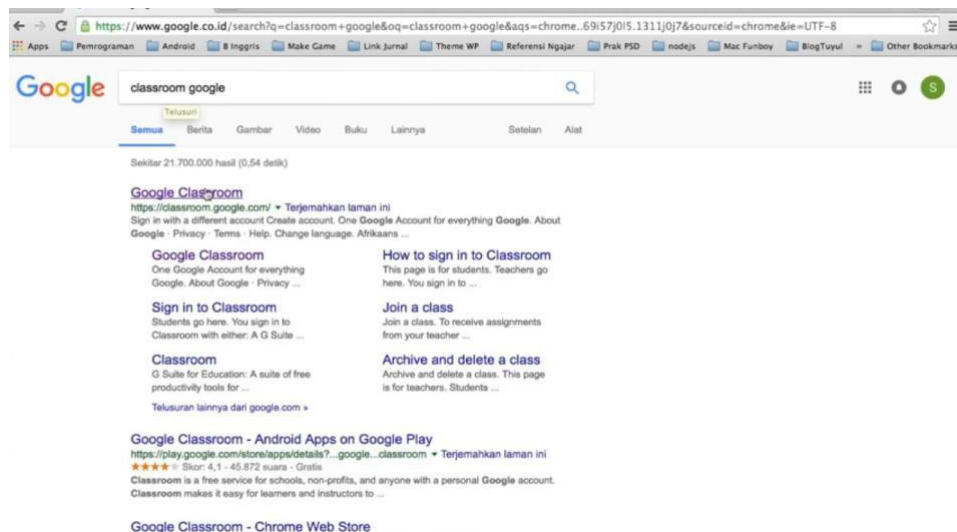 https://www.google.co.id/search?q=classroom+google&oq=classroom+google&aqs=chrome..69i57j0l5.1311j0j7&sourceid=chrome&ie=UTF-8
Apps Pemrograman Android B Inggris Make Game Link Jurnal Theme WP Referensi Ngajar Prak PSD nodejs Mac Funboy BlogTuyul » Other Bookmarks
Google classroom google S
Telusuri
Semua Berita Gambar Video Buku Lainnya Setelan Alat
Sekitar 21.700.000 hasil (0,54 detik)
Google Classroom
https://classroom.google.com/ ▾ Terjemahkan laman ini
Sign in with a different account Create account. One Google Account for everything Google. About
Google · Privacy · Terms · Help. Change language. Afrikaans ...
Google Classroom
One Google Account for everything
Google. About Google · Privacy ...
How to sign in to Classroom
This page is for students. Teachers go
here. You sign in to ...
Sign in to Classroom
Students go here. You sign in to
Classroom with either: A G Suite ...
Join a class
Join a class. To receive assignments
from your teacher ...
Classroom
G Suite for Education: A suite of free
productivity tools for ...
Archive and delete a class
Archive and delete a class. This page
is for teachers. Students ...
Telusuran lainnya dari google.com »
Google Classroom - Android Apps on Google Play
https://play.google.com/store/apps/details?...google...classroom ▾ Terjemahkan laman ini
★★★★★ Skor: 4,1 - 45.872 suara - Gratis
Classroom is a free service for schools, non-profits, and anyone with a personal Google account.
Classroom makes it easy for learners and instructors to ...
Google Classroom - Chrome Web Store